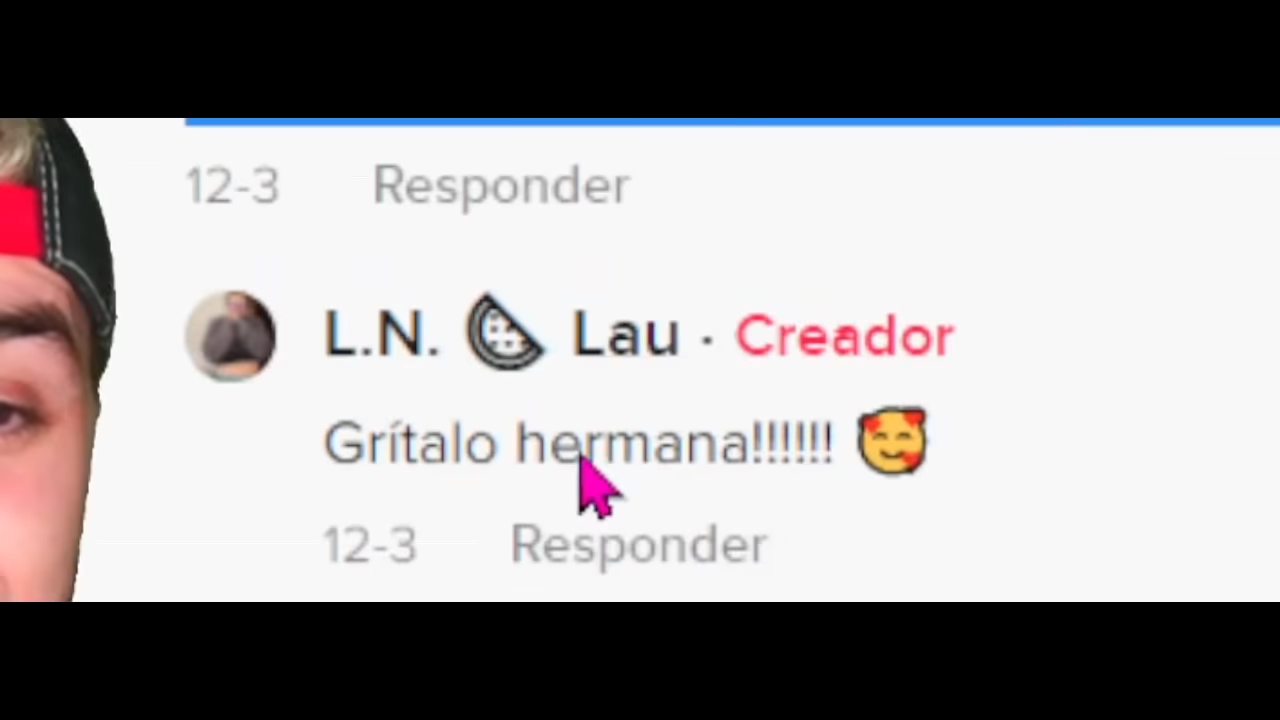 12-3 Responder
L.N. Lau · Creador
Grítalo hermana!!!!!! 🥰
12-3 Responder